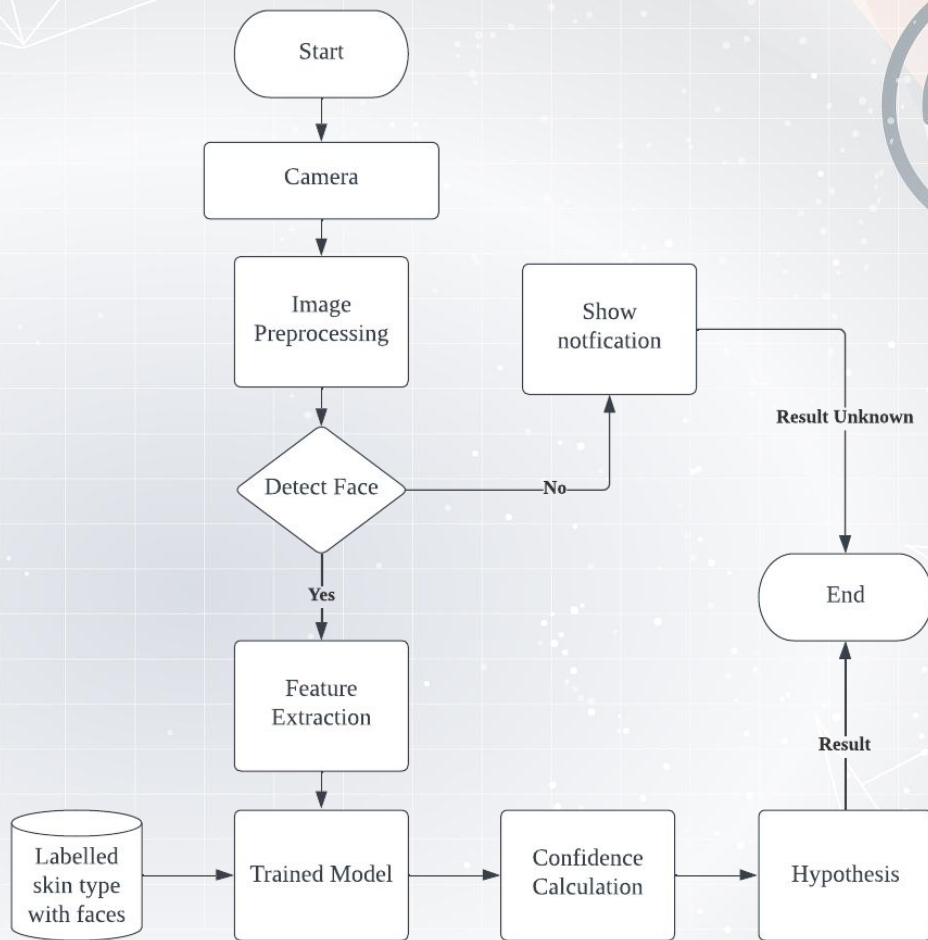 Start
Camera
Image
Preprocessing
Show
notfication
Result Unknown
Detect Face
No
Yes
End
Feature
Extraction
Result
Labelled
skin type
with faces
Trained Model
Confidence
Calculation
Hypothesis